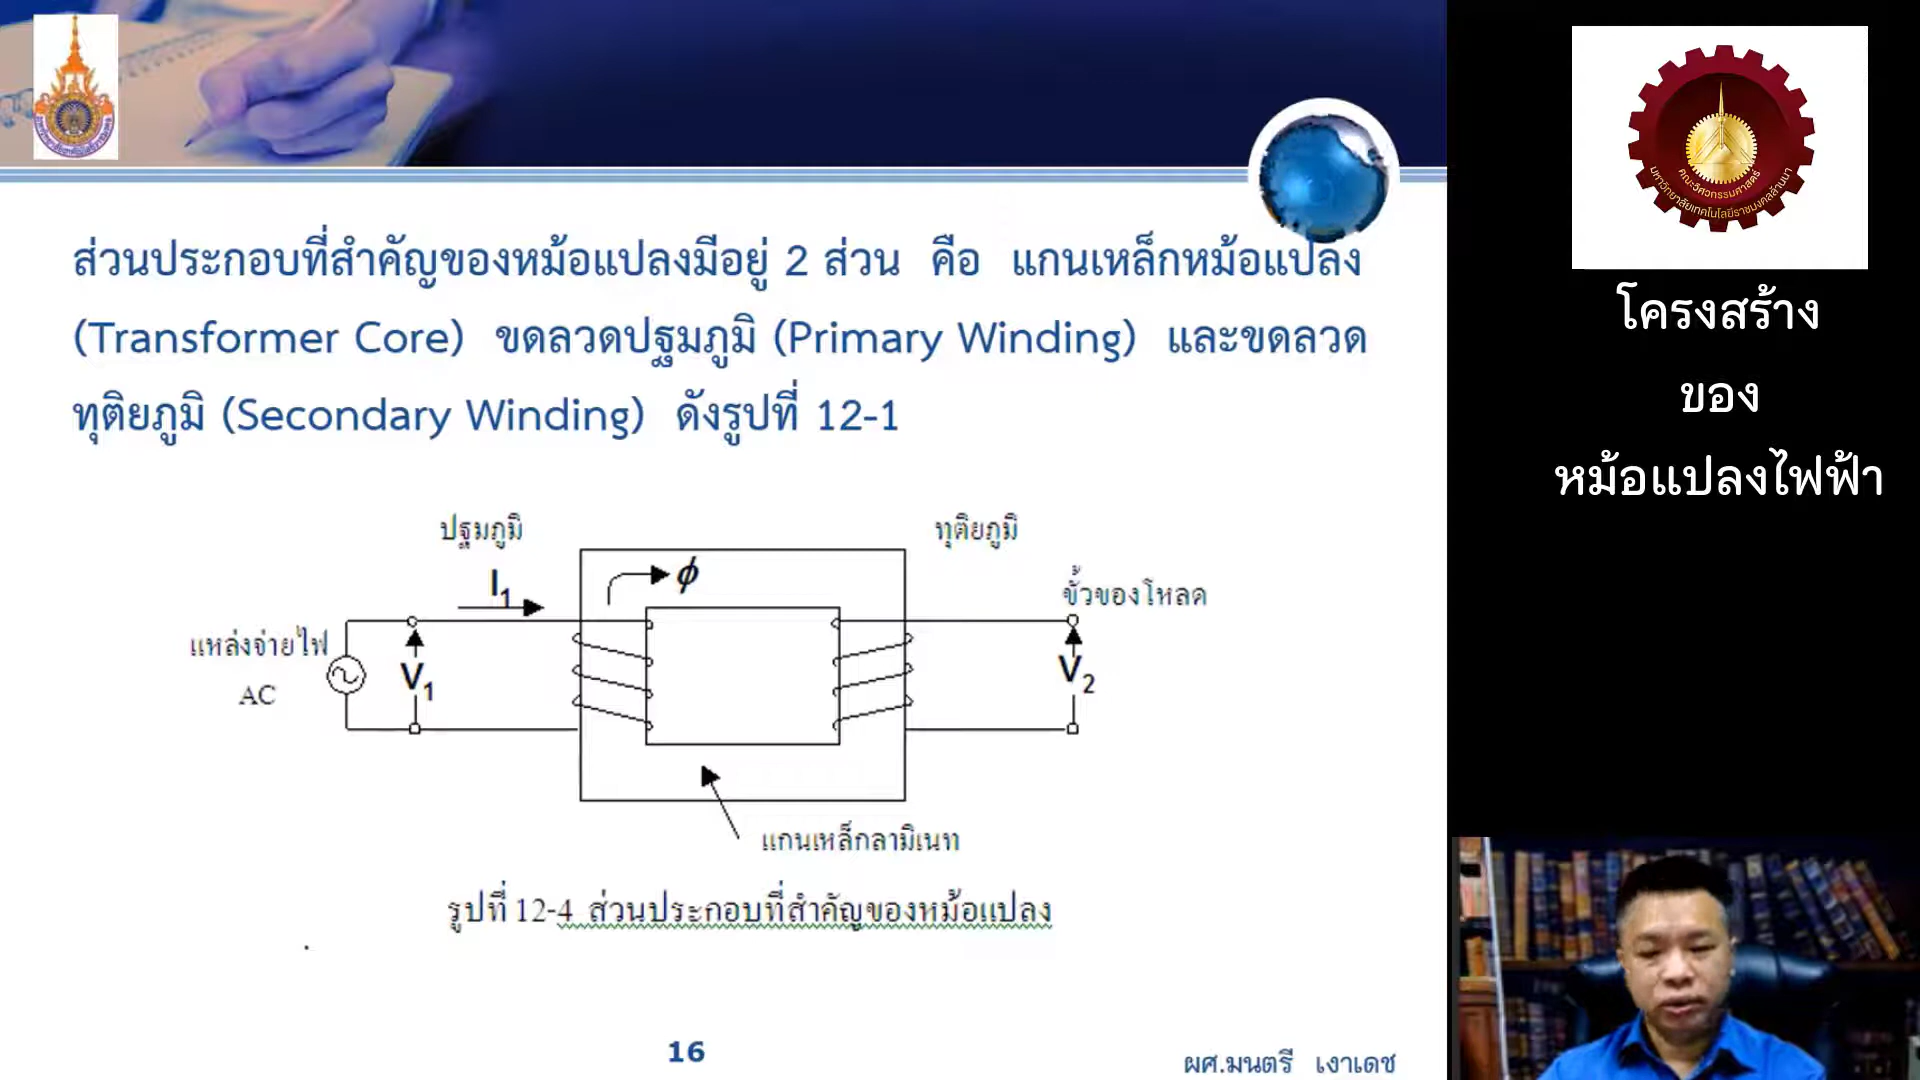 ส่วนประกอบที่สำคัญของหม้อแปลงมีอยู่ 2 ส่วน คือ แกนเหล็กหม้อแปลง
(Transformer Core) ขดลวดปฐมภูมิ (Primary Winding) และขดลวด
ทุติยภูมิ (Secondary Winding) ดังรูปที่ 12-1
ปฐมภูมิ
ทุติยภูมิ
I1
ϕ
ขั้วของโหลด
แหล่งจ่ายไฟ
AC
V1
V2
แกนเหล็กลามิเนท
รูปที่ 12-4 ส่วนประกอบที่สำคัญของหม้อแปลง
16
ผศ.มนตรี เงาเดช
คณะวิศวกรรมศาสตร์
มหาวิทยาลัยเทคโนโลยีราชมงคลล้านนา
โครงสร้าง
ของ
หม้อแปลงไฟฟ้า